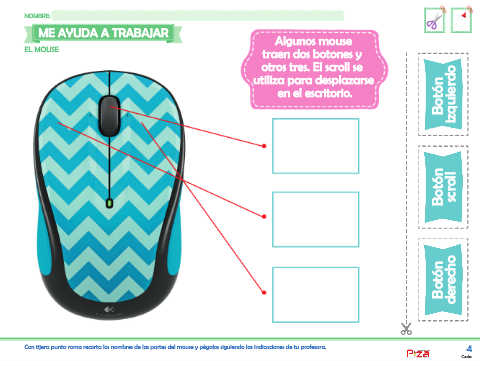 NOMBRE:
ME AYUDA A TRABAJAR
EL MOUSE
Algunos mouse
traen dos botones y
otros tres. El scroll se
utiliza para desplazarse
en el escritorio.
Botón
Izquierdo
Botón
scroll
Botón
derecho
Con tijera punta roma recorta los nombres de las partes del mouse y pégalos siguiendo las indicaciones de tu profesora.
4